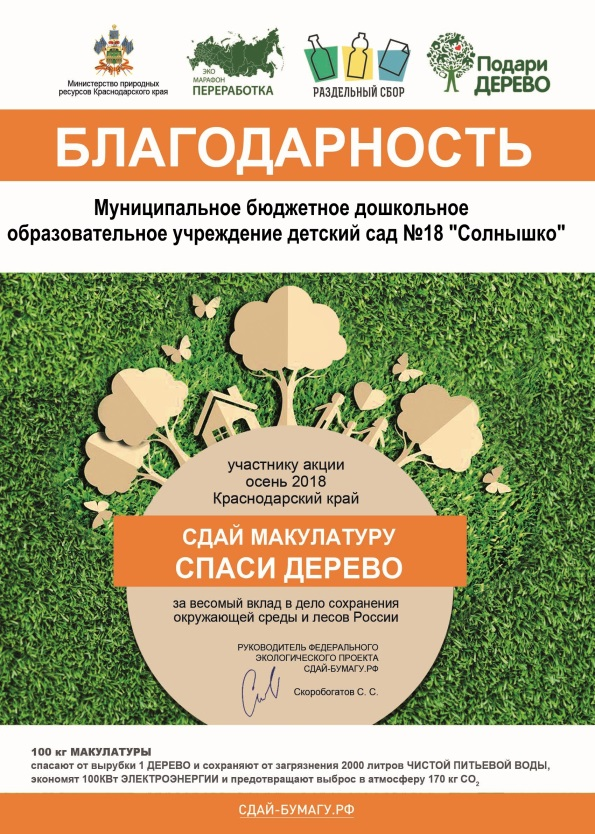 Министерство природных
ресурсов Краснодарского края
ЭКО
МАРАФОН
ПЕРЕРАБОТКА
РАЗДЕЛЬНЫЙ СБОР
Подари
ДЕРЕВО
БЛАГОДАРНОСТЬ
Муниципальное бюджетное дошкольное
образовательное учреждение детский сад №18 "Солнышко"
участнику акции
осень 2018
Краснодарский край
СДАЙ МАКУЛАТУРУ
СПАСИ ДЕРЕВО
за весомый вклад в дело сохранения
окружающей среды и лесов России
РУКОВОДИТЕЛЬ ФЕДЕРАЛЬНОГО
ЭКОЛОГИЧЕСКОГО ПРОЕКТА
СДАЙ-БУМАГУ.РФ
Скоробогатов С. С.
100 кг МАКУЛАТУРЫ
спасают от вырубки 1 ДЕРЕВО и сохраняют от загрязнения 2000 литров ЧИСТОЙ ПИТЬЕВОЙ ВОДЫ,
экономят 100КВт ЭЛЕКТРОЭНЕРГИИ и предотвращают выброс в атмосферу 170 кг CO₂
СДАЙ-БУМАГУ.РФ